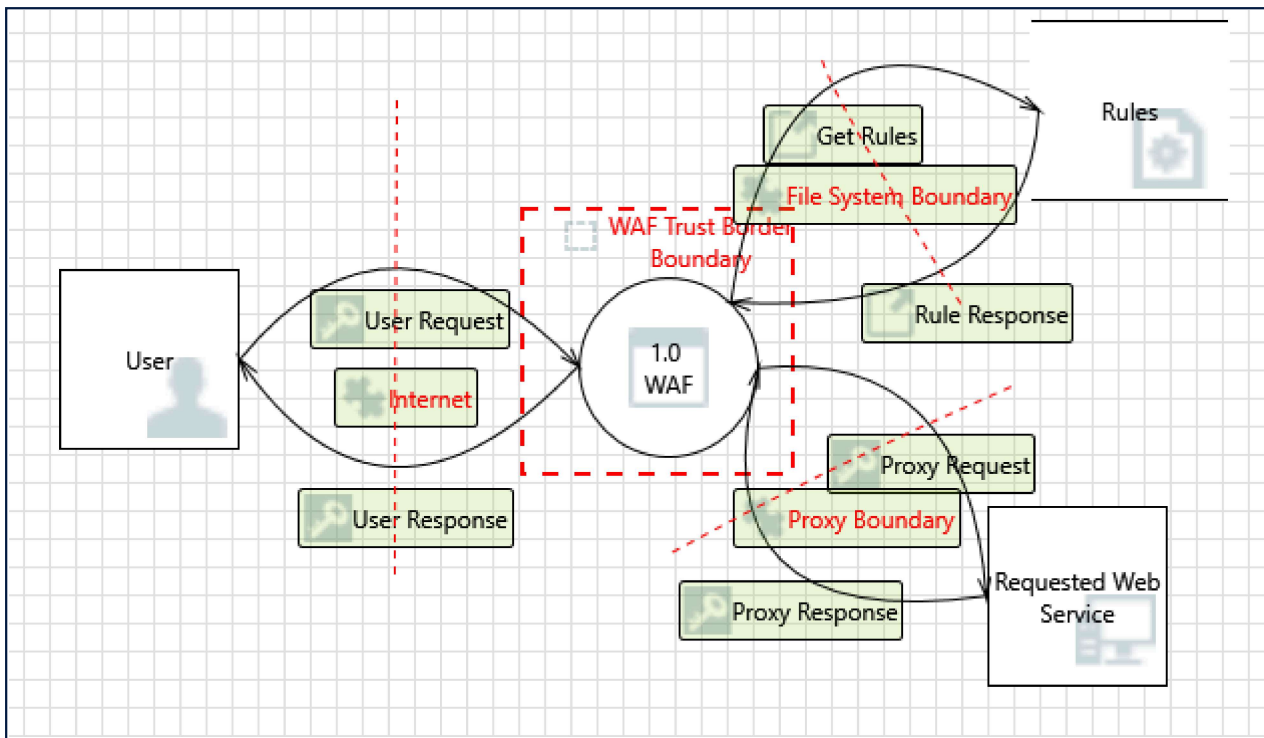 Rules
Get Rules
File System Boundary
WAF Trust Border
Boundary
User Request
Rule Response
User
1.0
WAF
Internet
Proxy Request
User Response
Proxy Boundary
Requested Web
Service
Proxy Response